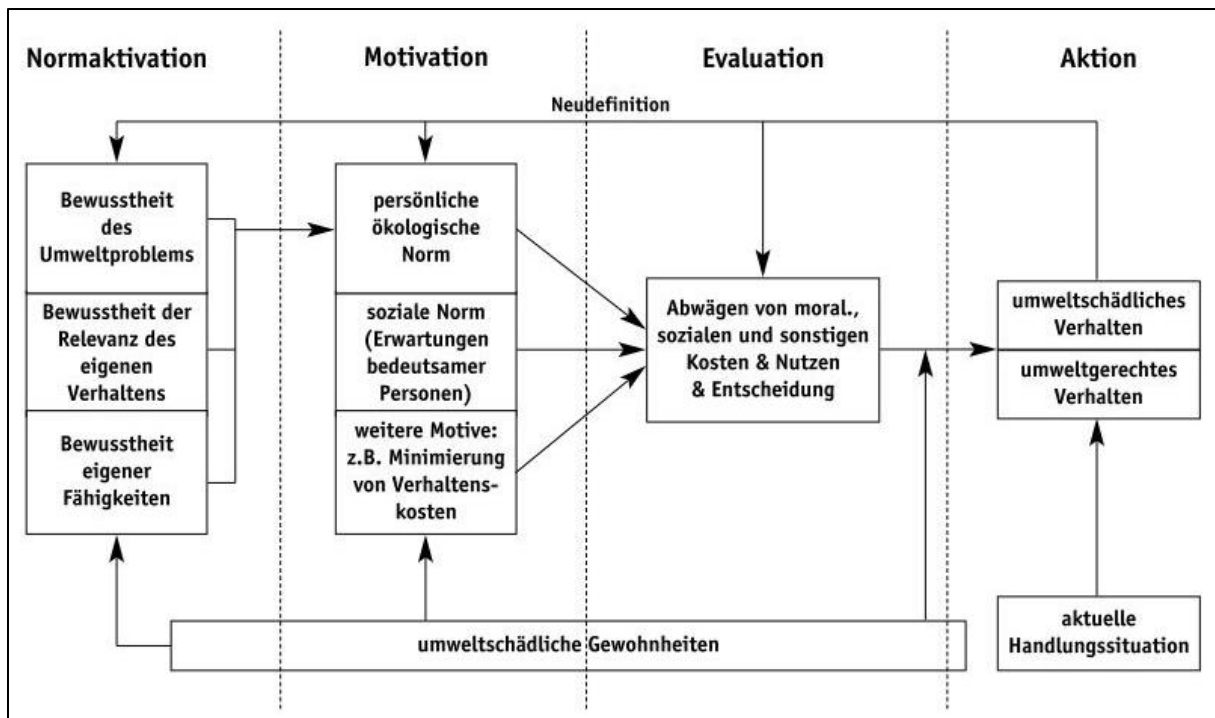 Normaktivation
Motivation
Evaluation
Aktion
Neudefinition
Bewusstheit
des
Umweltproblems
Bewusstheit der
Relevanz des
eigenen
Verhaltens
Bewusstheit
eigener
Fähigkeiten
persönliche
ökologische
Norm
soziale Norm
(Erwartungen
bedeutsamer
Personen)
weitere Motive:
z.B. Minimierung
von Verhaltens-
kosten
Abwägen von moral.,
sozialen und sonstigen
Kosten & Nutzen
& Entscheidung
umweltschädliches
Verhalten
umweltgerechtes
Verhalten
umweltschädliche Gewohnheiten
aktuelle
Handlungssituation